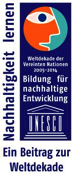 Nachhaltigkeit lernen
Weltdekade der
Vereinten Nationen
2005-2014
Bildung für
nachhaltige
Entwicklung
UNESCO
Ein Beitrag zur
Weltdekade